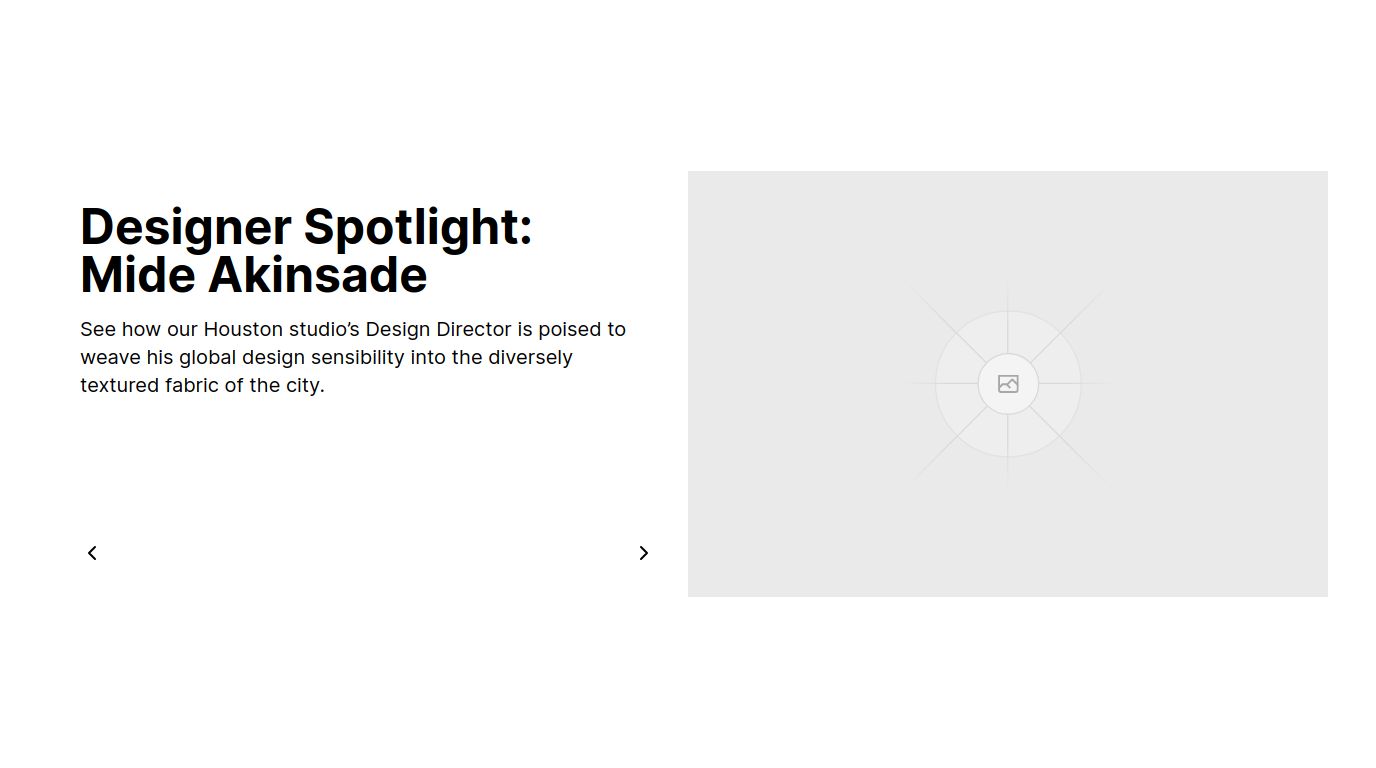 Designer Spotlight:
Mide Akinsade
See how our Houston studio’s Design Director is poised to
weave his global design sensibility into the diversely
textured fabric of the city.